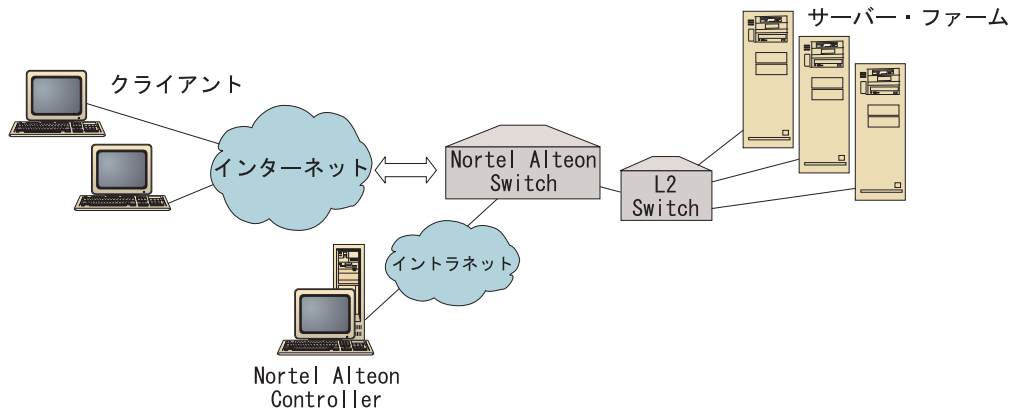 サーバー・ファーム
クライアント
インターネット
Nortel Alteon
Switch
L2
Switch
イントラネット
Nortel Alteon
Controller